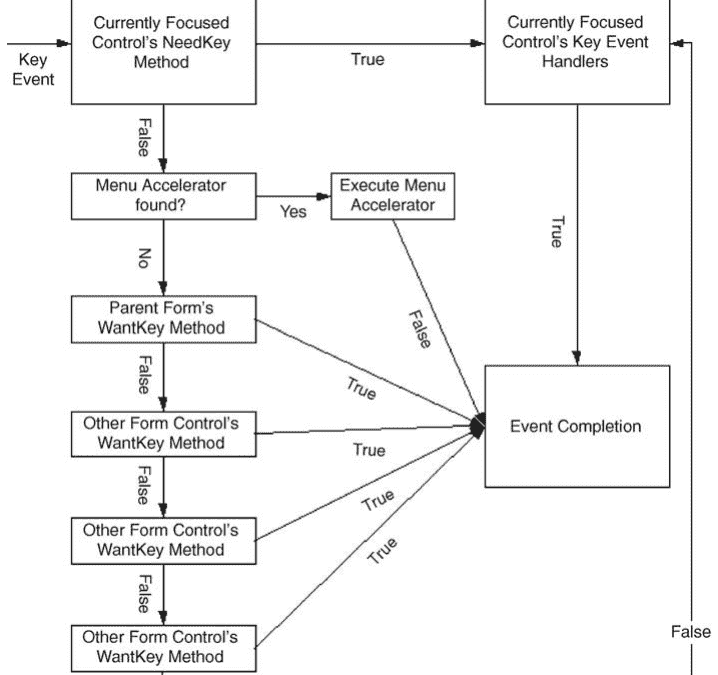 Currently Focused
Control's NeedKey
Method
Currently Focused
Control's Key Event
Handlers
Key
Event
True
False
Menu Accelerator
found?
Yes
Execute Menu
Accelerator
True
No
Parent Form's
WantKey Method
False
False
True
Event Completion
Other Form Control's
WantKey Method
True
False
True
Other Form Control's
WantKey Method
True
False
Other Form Control's
WantKey Method
False